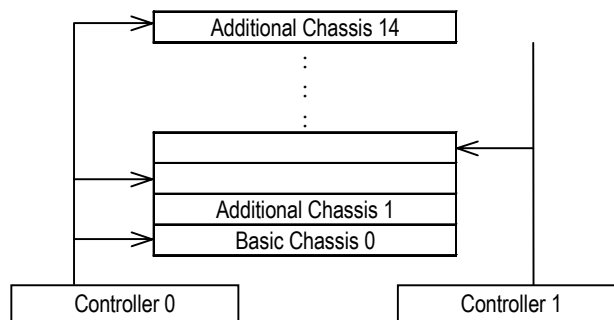 Additional Chassis 14
Additional Chassis 1
Basic Chassis 0
Controller 0
Controller 1